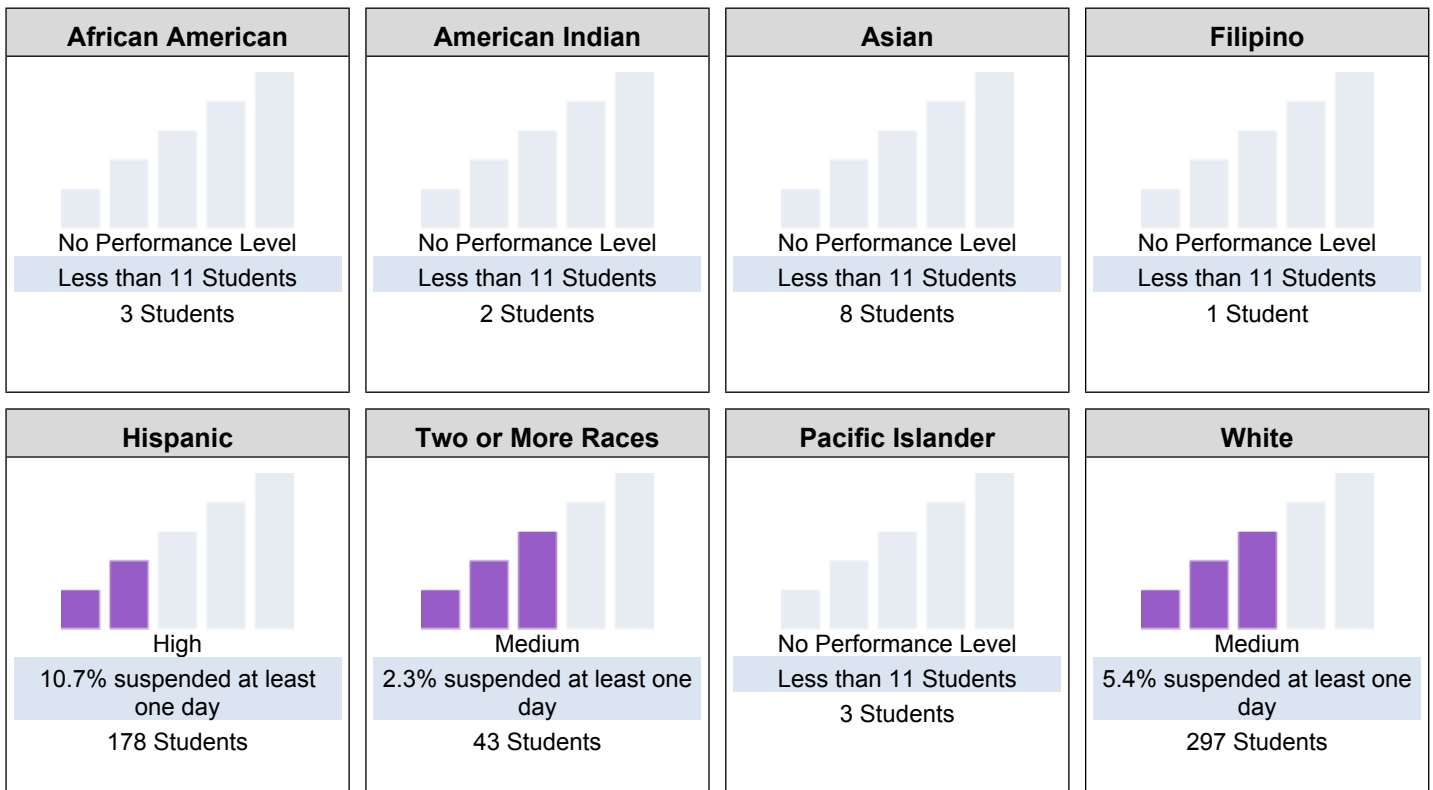 African American
No Performance Level
Less than 11 Students
3 Students
American Indian
No Performance Level
Less than 11 Students
2 Students
Asian
No Performance Level
Less than 11 Students
8 Students
Filipino
No Performance Level
Less than 11 Students
1 Student
Hispanic
High
10.7% suspended at least
one day
178 Students
Two or More Races
Medium
2.3% suspended at least one
day
43 Students
Pacific Islander
No Performance Level
Less than 11 Students
3 Students
White
Medium
5.4% suspended at least one
day
297 Students